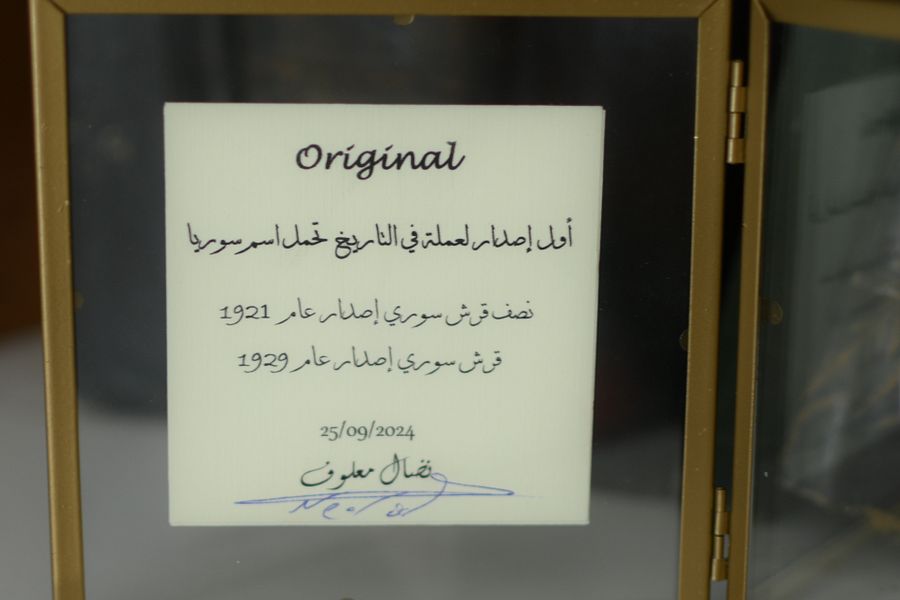 Original
أول إصدار لعملة في التاريخ تحمل اسم سوريا
نصف قرش سوري إصدار عام 1921
قرش سوري إصدار عام 1929
25/09/2024
نضال معلوف